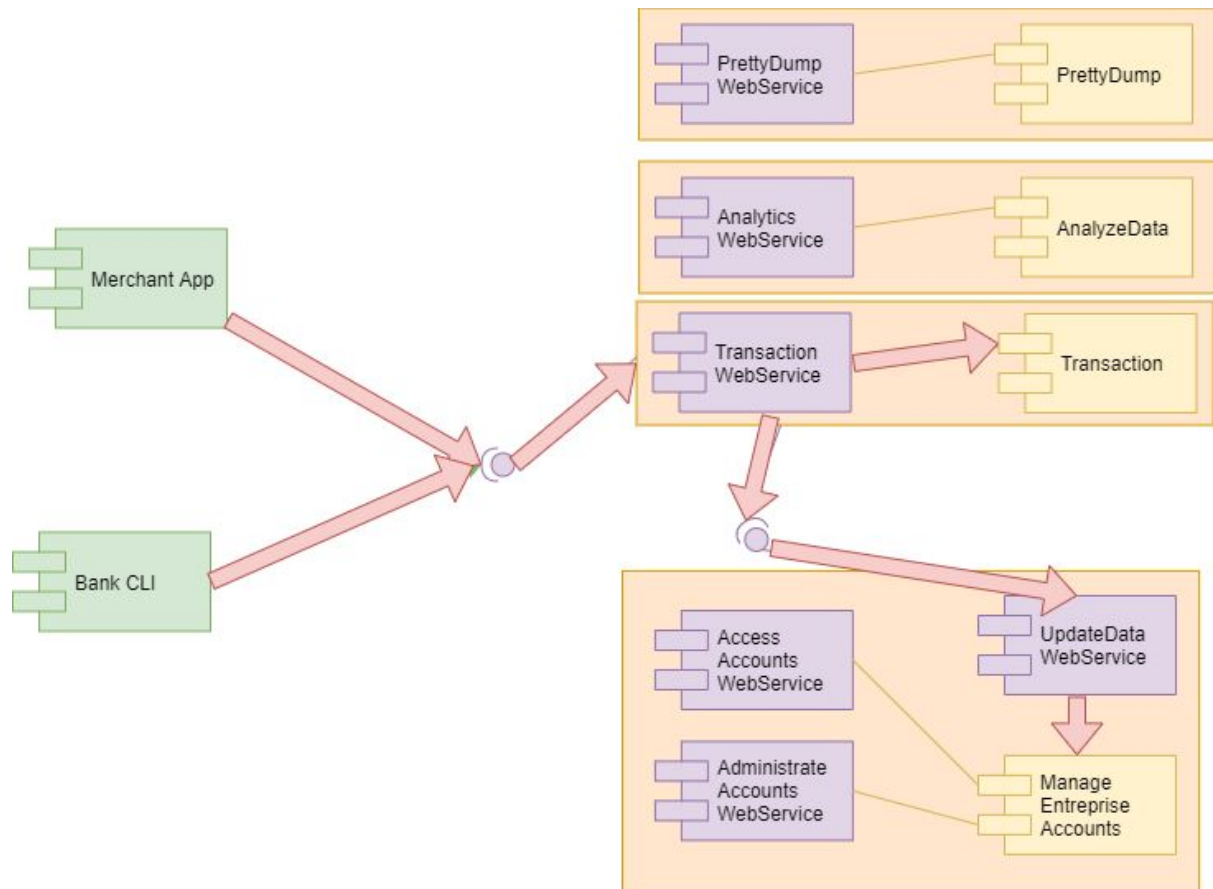 PrettyDump
WebService
PrettyDump
Analytics
WebService
AnalyzeData
Merchant App
Transaction
WebService
Transaction
Bank CLI
Access
Accounts
WebService
UpdateData
WebService
Administrate
Accounts
WebService
Manage
Entreprise
Accounts